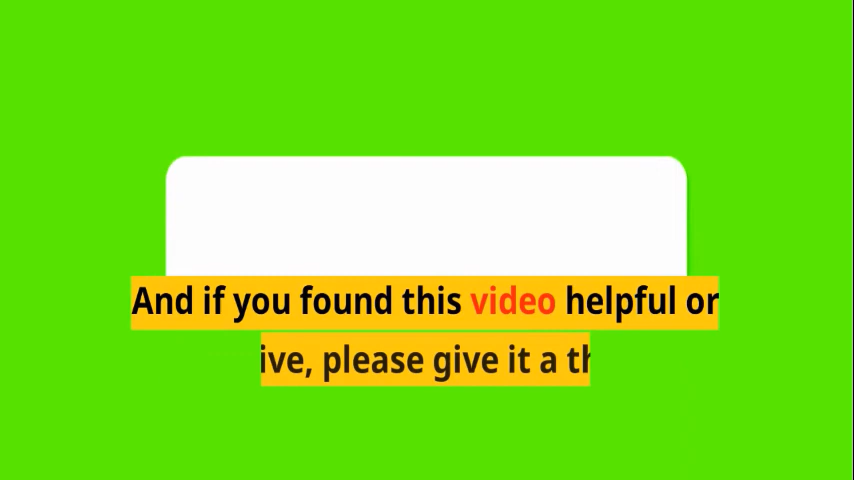 And if you found this video helpful or
ive, please give it a th